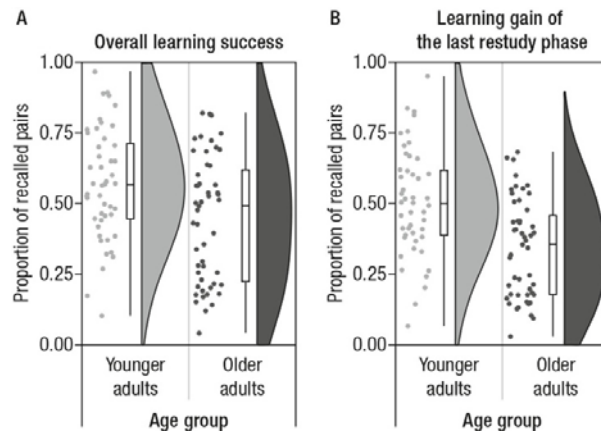 A
Overall learning success
Proportion of recalled pairs
1.00
0.75
0.50
0.25
0.00
Younger
adults
Older
adults
Age group
B
Learning gain of
the last restudy phase
Proportion of recalled pairs
1.00
0.75
0.50
0.25
0.00
Younger
adults
Older
adults
Age group